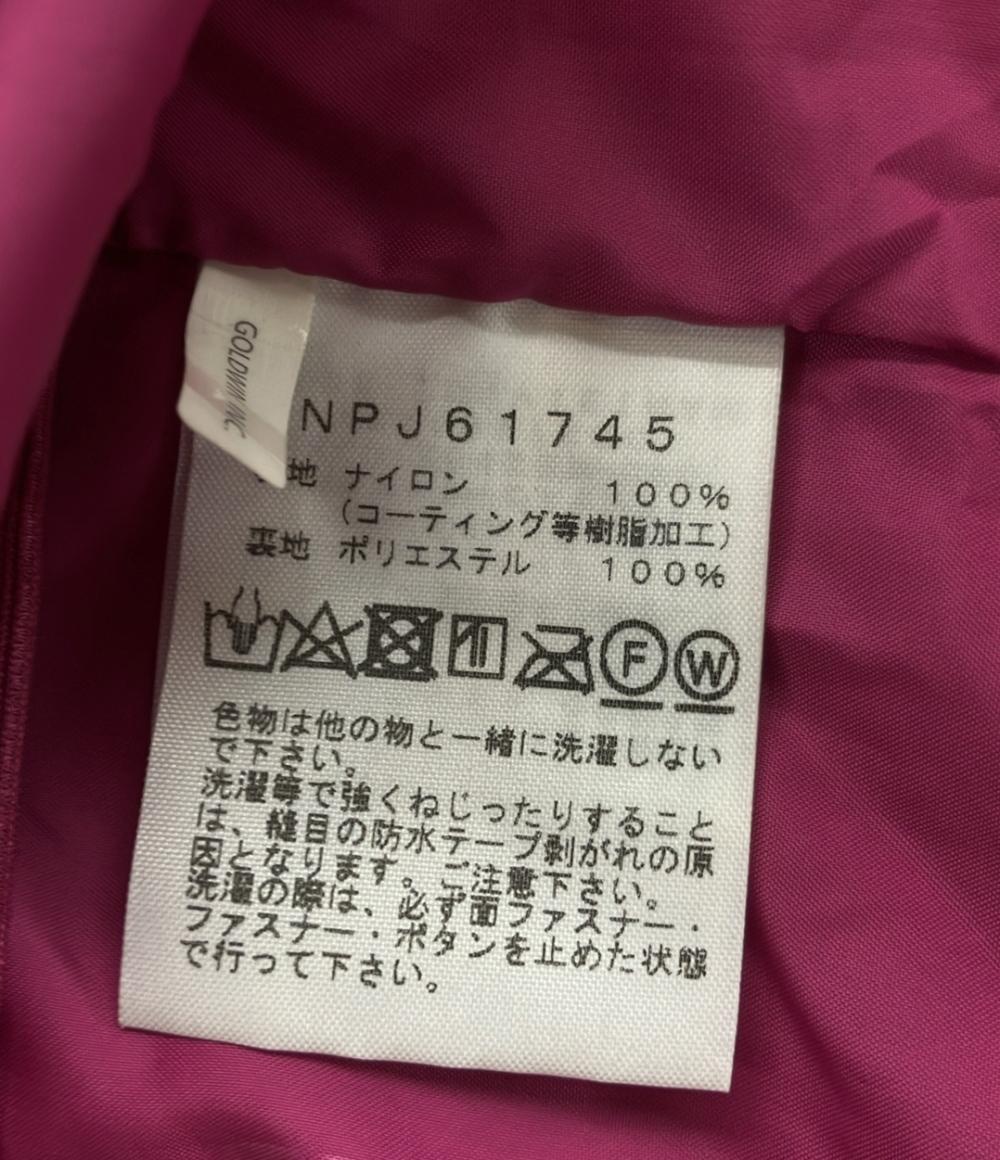 GOLDWIN INC
NPJ61745
地 ナイロン 100%
(コーティング等樹脂加工)
裏地 ポリエステル 100%
F W
色物は他の物と一緒に洗濯しない
で下さい。
洗濯等で強くねじったりすること
は、縫目の防水テープ剥がれの原
因となります。ご注意下さい。
洗濯の際は、必ず面ファスナー・
ファスナー・ボタンを止めた状態
で行って下さい。